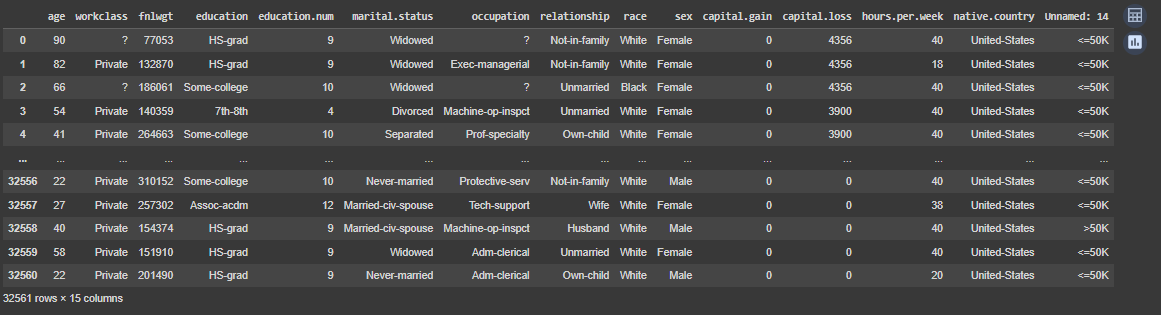 age workclass fnlwgt education education.num marital.status occupation relationship race sex capital.gain capital.loss hours.per.week native.country Unnamed: 14
0 90 ? 77053 HS-grad 9 Widowed ? Not-in-family White Female 0 4356 40 United-States <=50K
1 82 Private 132870 HS-grad 9 Widowed Exec-managerial Not-in-family White Female 0 4356 18 United-States <=50K
2 66 ? 186061 Some-college 10 Widowed ? Unmarried Black Female 0 4356 40 United-States <=50K
3 54 Private 140359 7th-8th 4 Divorced Machine-op-inspct Unmarried White Female 0 3900 40 United-States <=50K
4 41 Private 264663 Some-college 10 Separated Prof-specialty Own-child White Female 0 3900 40 United-States <=50K
... ... ... ... ... ... ... ... ... ... ... ... ... ... ... ...
32556 22 Private 310152 Some-college 10 Never-married Protective-serv Not-in-family White Male 0 0 40 United-States <=50K
32557 27 Private 257302 Assoc-acdm 12 Married-civ-spouse Tech-support Wife White Female 0 0 38 United-States <=50K
32558 40 Private 154374 HS-grad 9 Married-civ-spouse Machine-op-inspct Husband White Male 0 0 40 United-States >50K
32559 58 Private 151910 HS-grad 9 Widowed Adm-clerical Unmarried White Female 0 0 40 United-States <=50K
32560 22 Private 201490 HS-grad 9 Never-married Adm-clerical Own-child White Male 0 0 20 United-States <=50K
32561 rows × 15 columns